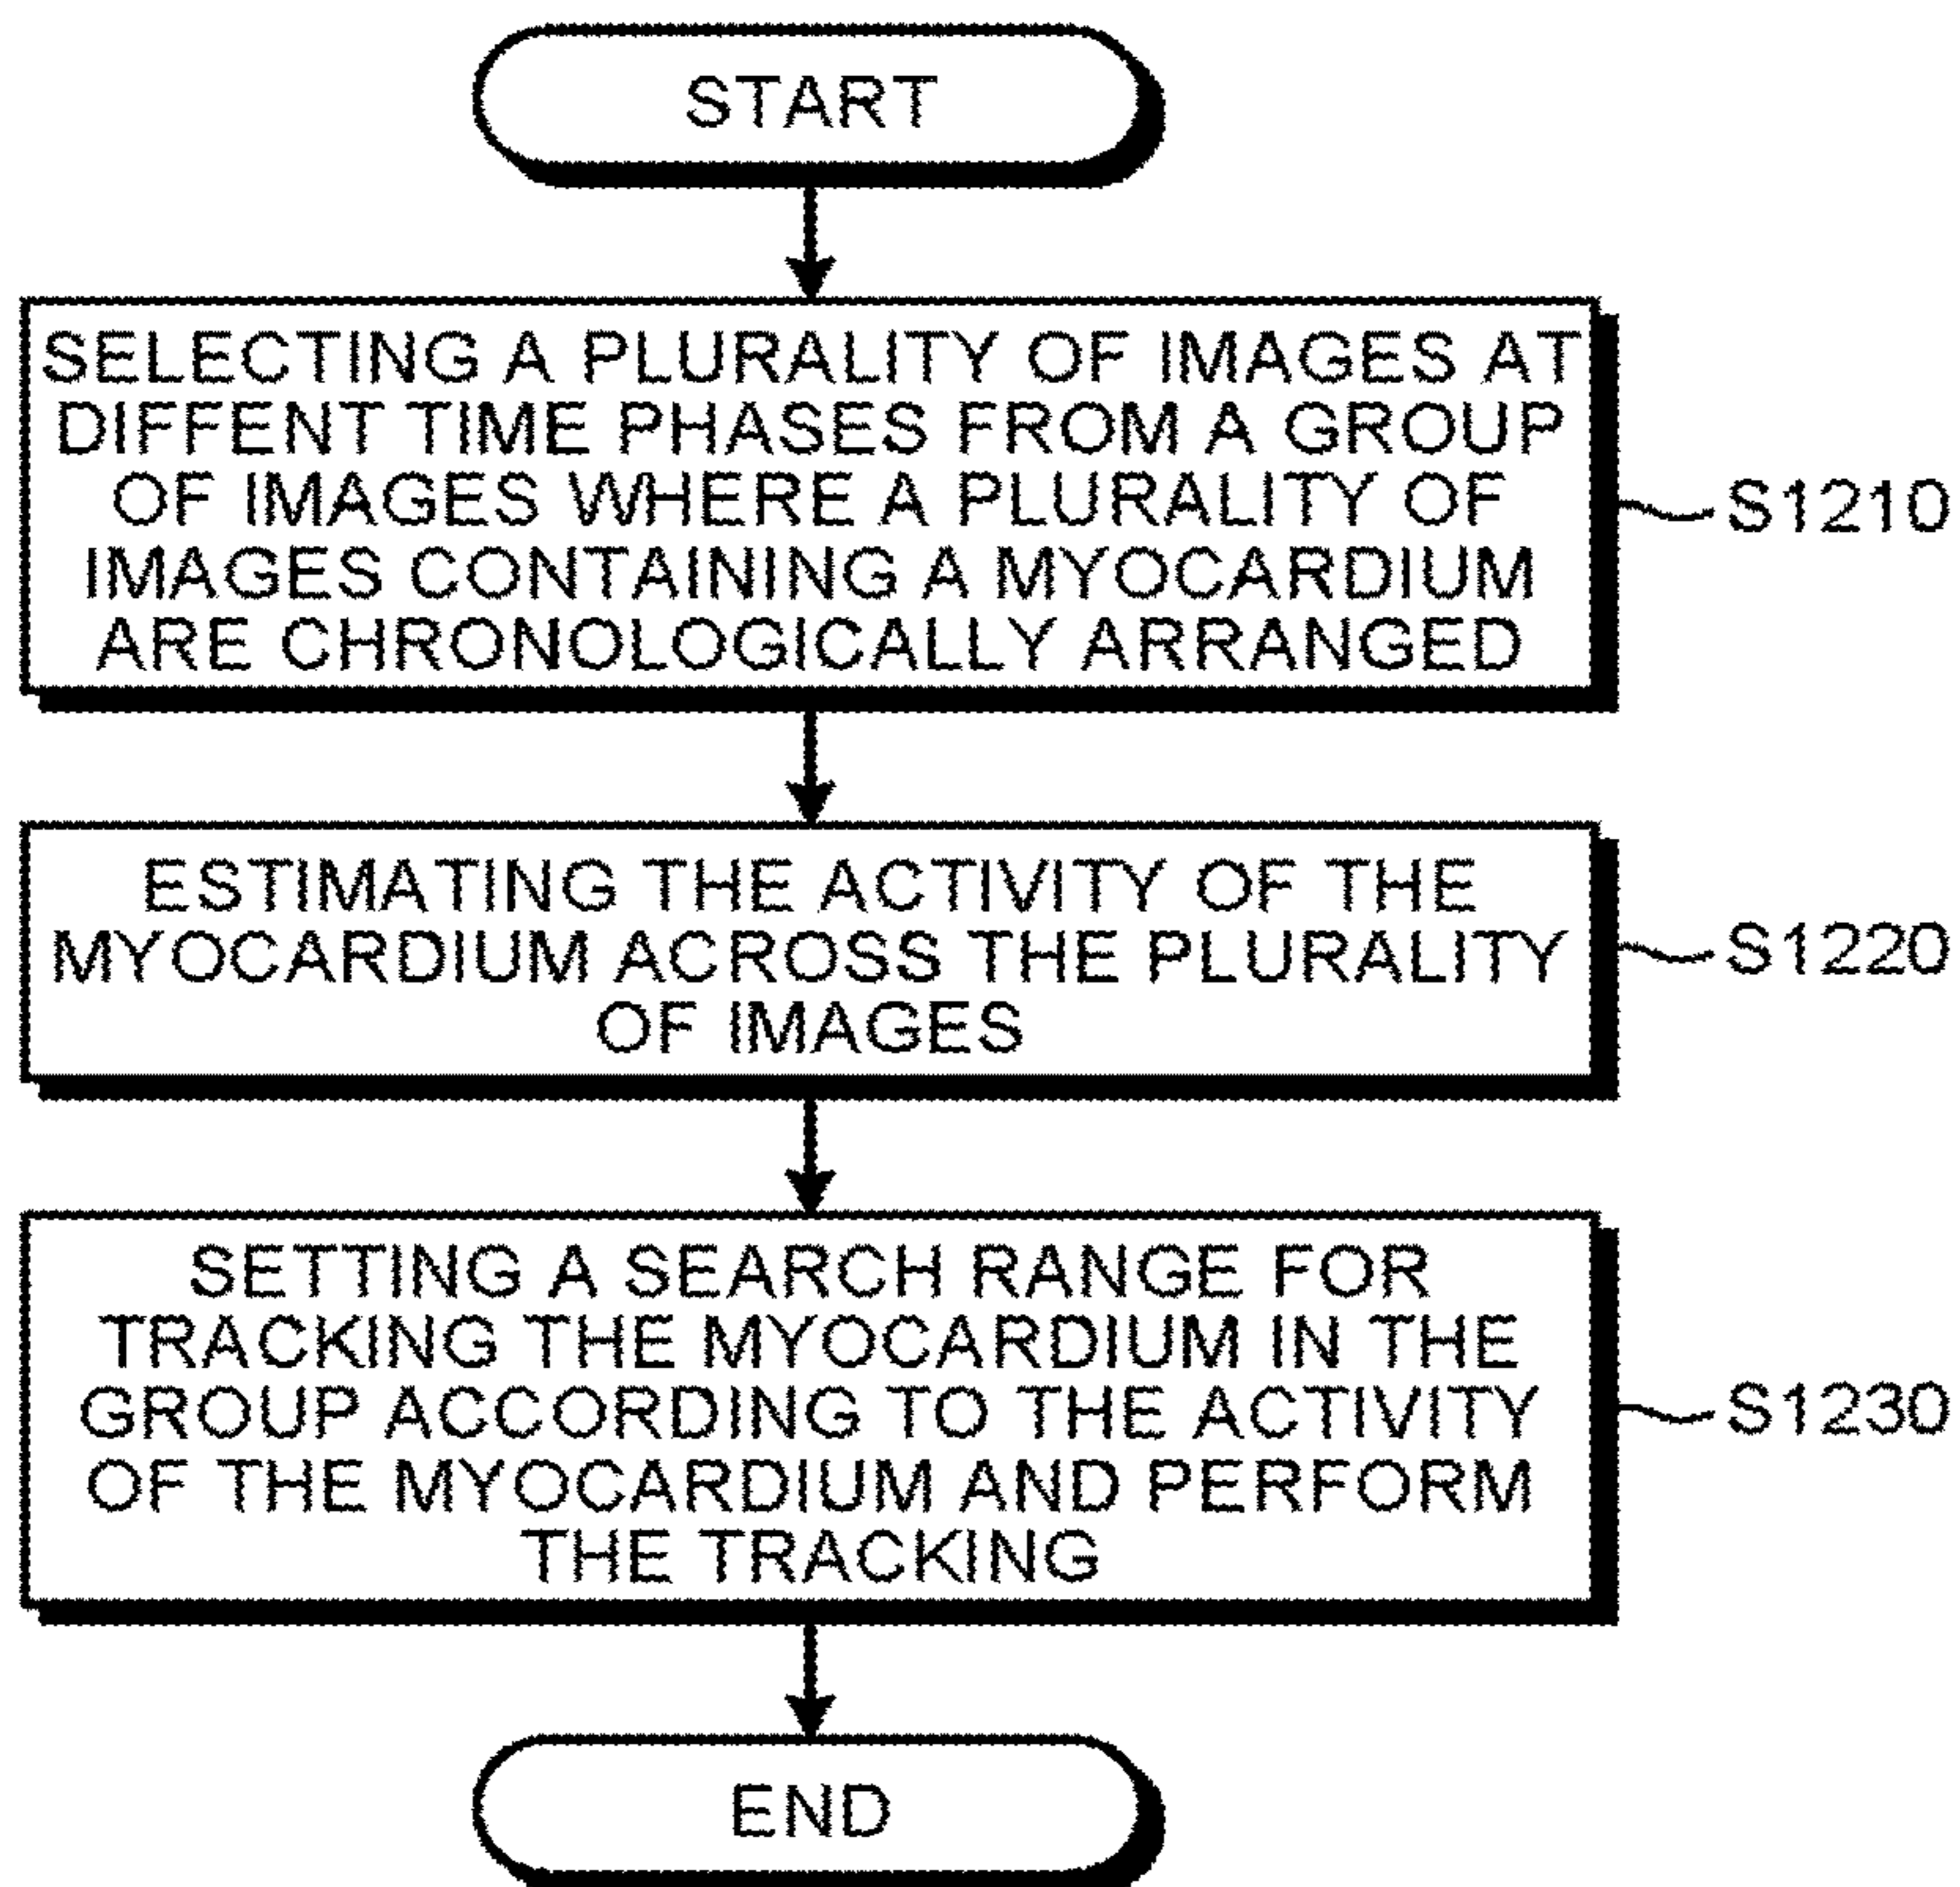 START
SELECTING A PLURALITY OF IMAGES AT
DIFFENT TIME PHASES FROM A GROUP
OF IMAGES WHERE A PLURALITY OF
IMAGES CONTAINING A MYOCARDIUM
ARE CHRONOLOGICALLY ARRANGED
S1210
ESTIMATING THE ACTIVITY OF THE
MYOCARDIUM ACROSS THE PLURALITY
OF IMAGES
S1220
SETTING A SEARCH RANGE FOR
TRACKING THE MYOCARDIUM IN THE
GROUP ACCORDING TO THE ACTIVITY
OF THE MYOCARDIUM AND PERFORM
THE TRACKING
S1230
END